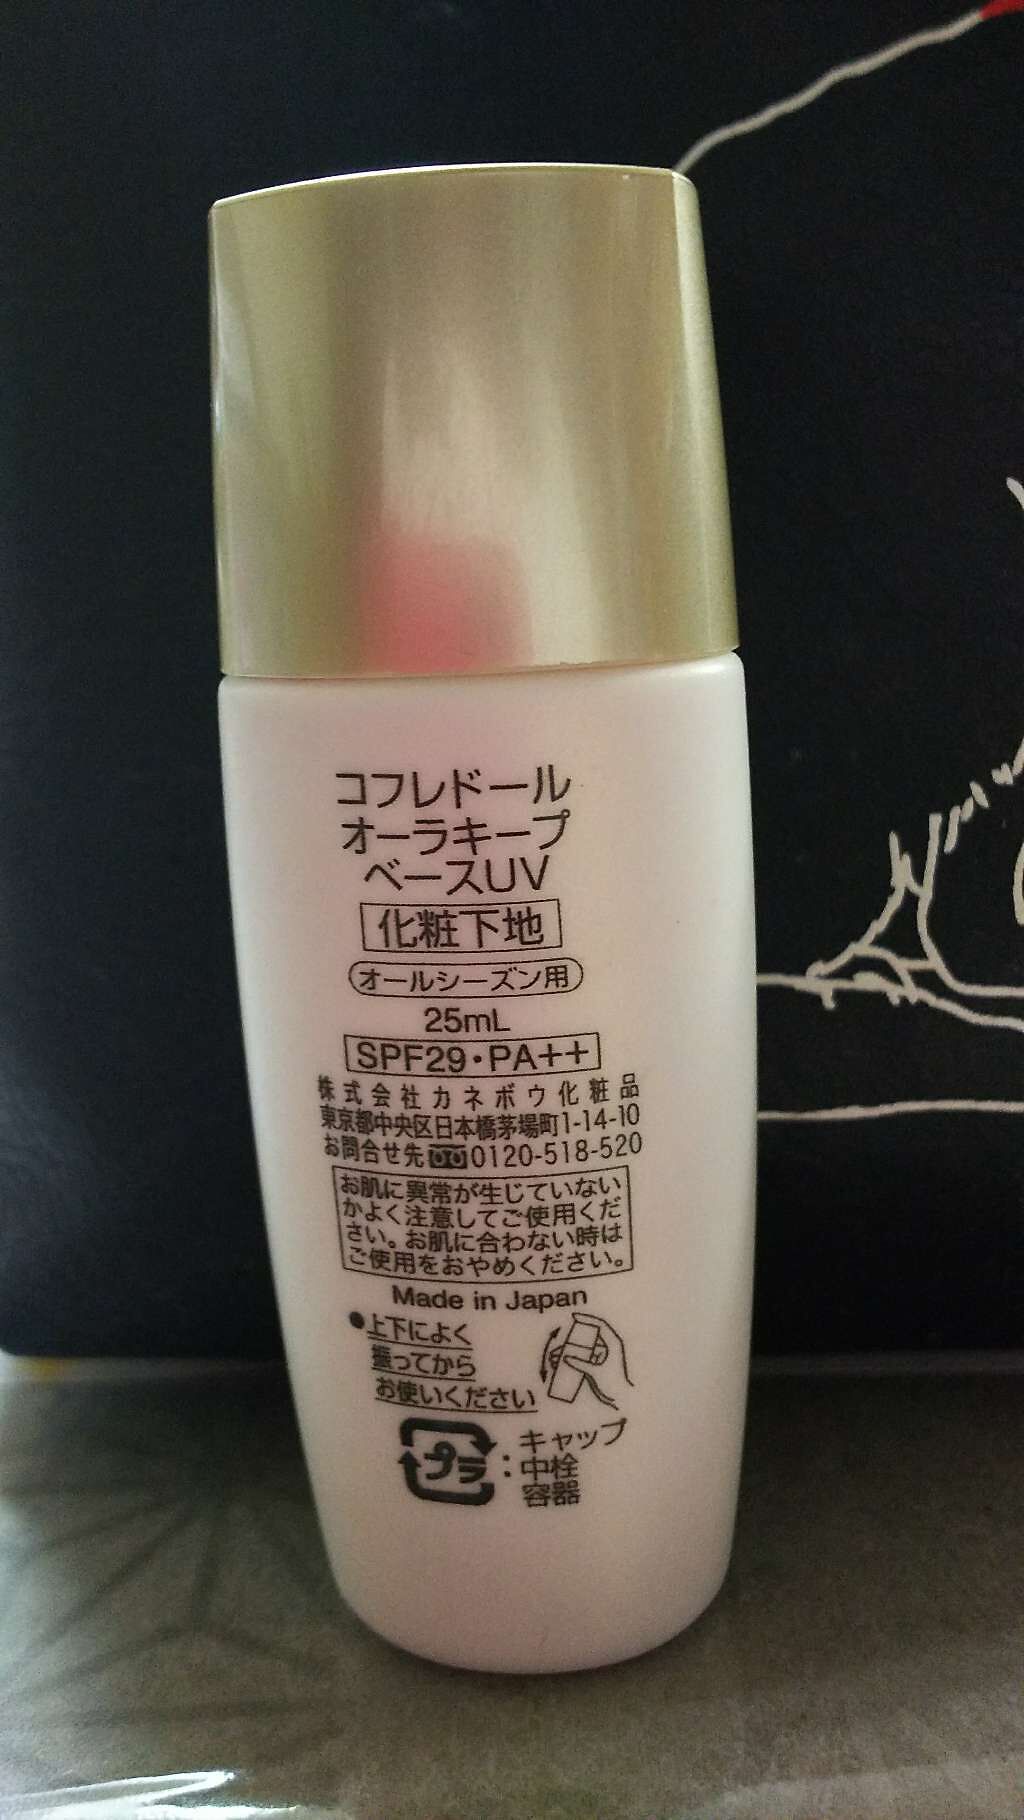 コフレドール
オーラキープ
ベースUV
化粧下地
オールシーズン用
25mL
SPF29・PA++
株式会社カネボウ化粧品
東京都中央区日本橋茅場町1-14-10
お問合せ先 0120-518-520
お肌に異常が生じていない
かよく注意してご使用くだ
さい。お肌に合わない時は
ご使用をおやめください。
Made in Japan
●上下によく
振ってから
お使いください
プラ：キャップ
中栓
容器